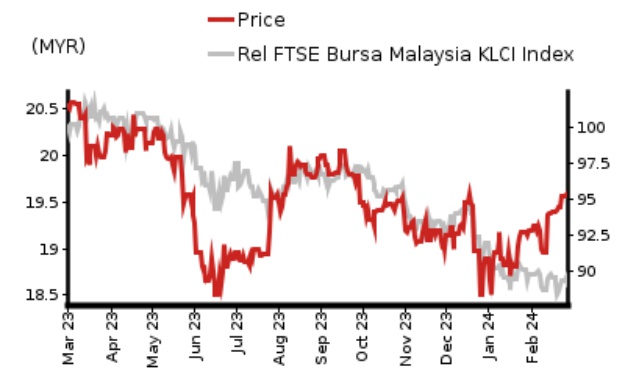 Price
(MYR)
Rel FTSE Bursa Malaysia KLCI Index
20.5
20
19.5
19
18.5
100
97.5
95
92.5
90
Mar 23
Apr 23
May 23
Jun 23
Jul 23
Aug 23
Sep 23
Oct 23
Nov 23
Dec 23
Jan 24
Feb 24